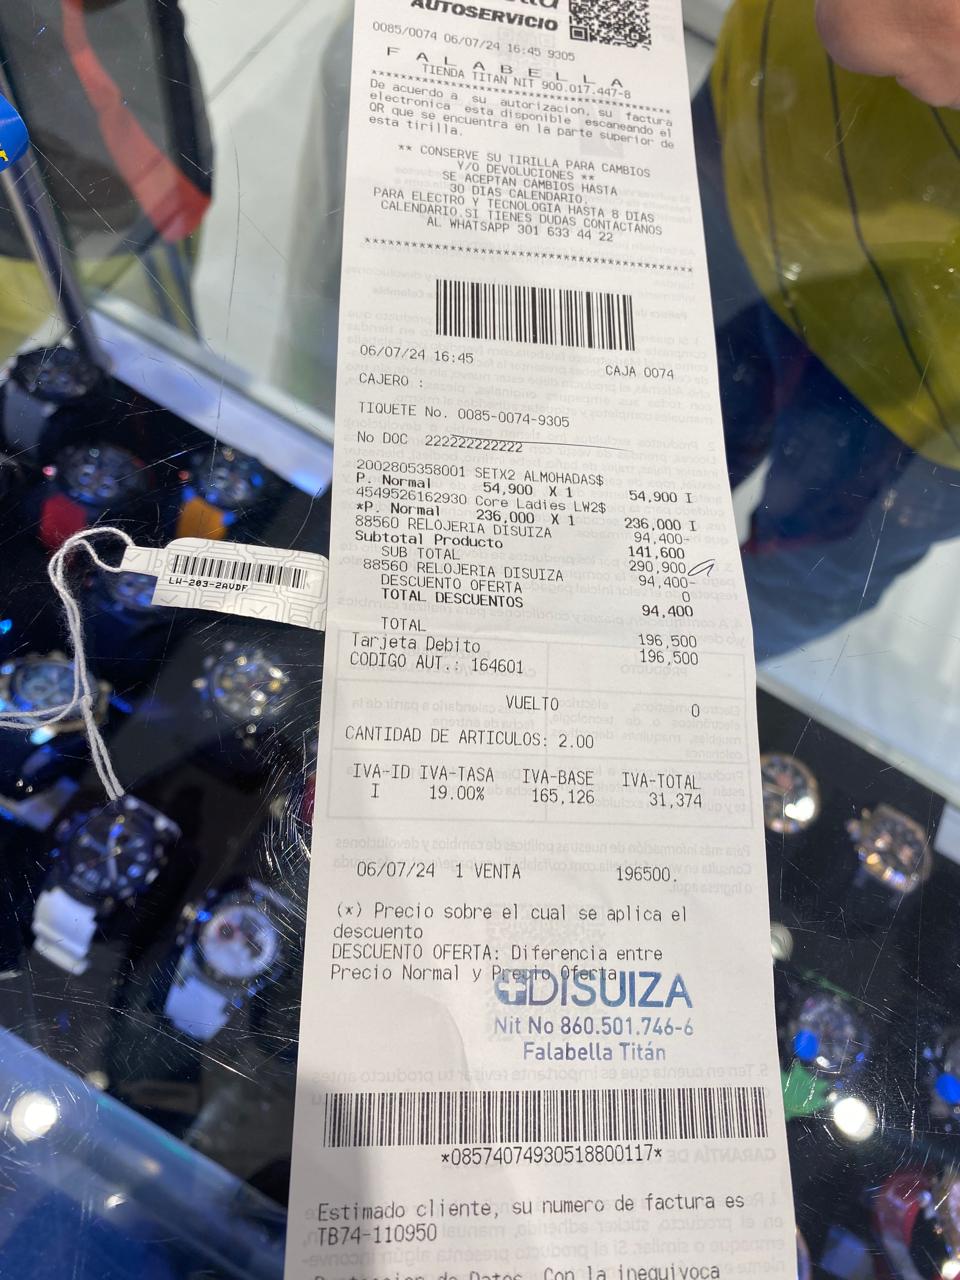 AUTOSERVICIO
0085/0074 06/07/24 16:45 9305
F A L A B E L L A
TIENDA TITAN NIT 900.017.447-8
****************************************
De acuerdo a su autorizacion, su factura
electronica esta disponible escaneando el
QR que se encuentra en la parte superior de
esta tirilla.
** CONSERVE SU TIRILLA PARA CAMBIOS
Y/O DEVOLUCIONES **
SE ACEPTAN CAMBIOS HASTA
30 DIAS CALENDARIO.
PARA ELECTRO Y TECNOLOGIA HASTA 8 DIAS
CALENDARIO.SI TIENES DUDAS CONTACTANOS
AL WHATSAPP 301 633 44 22
****************************************
06/07/24 16:45 CAJA 0074
CAJERO :
TIQUETE No. 0085-0074-9305
No DOC 222222222222
2002805358001 SETX2 ALMOHADAS$
P. Normal 54,900 X 1 54,900 I
4549526162930 Core Ladies LW2$
*P. Normal 236,000 X 1 236,000 I
88560 RELOJERIA DISUIZA 94,400-
Subtotal Producto 141,600
SUB TOTAL 290,900
88560 RELOJERIA DISUIZA 94,400-
DESCUENTO OFERTA 0
TOTAL DESCUENTOS 94,400
TOTAL 196,500
Tarjeta Debito 196,500
CODIGO AUT.: 164601
VUELTO 0
CANTIDAD DE ARTICULOS: 2.00
IVA-ID IVA-TASA IVA-BASE IVA-TOTAL
I 19.00% 165,126 31,374
06/07/24 1 VENTA 196500.
(*) Precio sobre el cual se aplica el
descuento
DESCUENTO OFERTA: Diferencia entre
Precio Normal y Precio Oferta
DISUIZA
Nit No 860.501.746-6
Falabella Titán
*08574074930518800117*
Estimado cliente, su numero de factura es
TB74-110950
de Datos. Con la inequivoca
LW-203-2AVDF